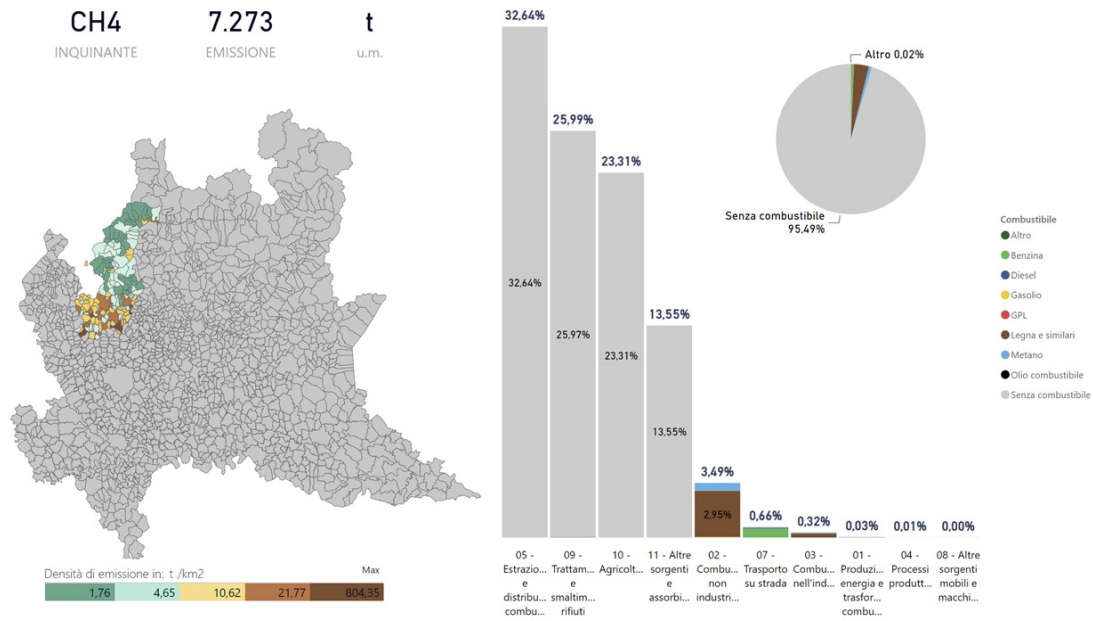 CH4
7.273
t
INQUINANTE
EMISSIONE
u.m.
Densità di emissione in: t /km2
Max
1,76
4,65
10,62
21,77
804,35
32,64%
25,99%
23,31%
13,55%
3,49%
0,66%
0,32%
0,03%
0,01%
0,00%
32,64%
25,97%
23,31%
13,55%
2,95%
05 -
Estrazio...
e
distribu...
combu...
09 -
Trattam...
e
smaltim...
rifiuti
10 -
Agricolt...
11 - Altre
sorgenti
e
assorbi...
02 -
Combu...
non
industri...
07 -
Trasporto
su strada
03 -
Combu...
nell'ind...
01 -
Produzi...
energia e
trasfor...
combu...
04 -
Processi
produtt...
08 - Altre
sorgenti
mobili e
macchi...
Altro 0,02%
Senza combustibile
95,49%
Combustibile
Altro
Benzina
Diesel
Gasolio
GPL
Legna e similari
Metano
Olio combustibile
Senza combustibile